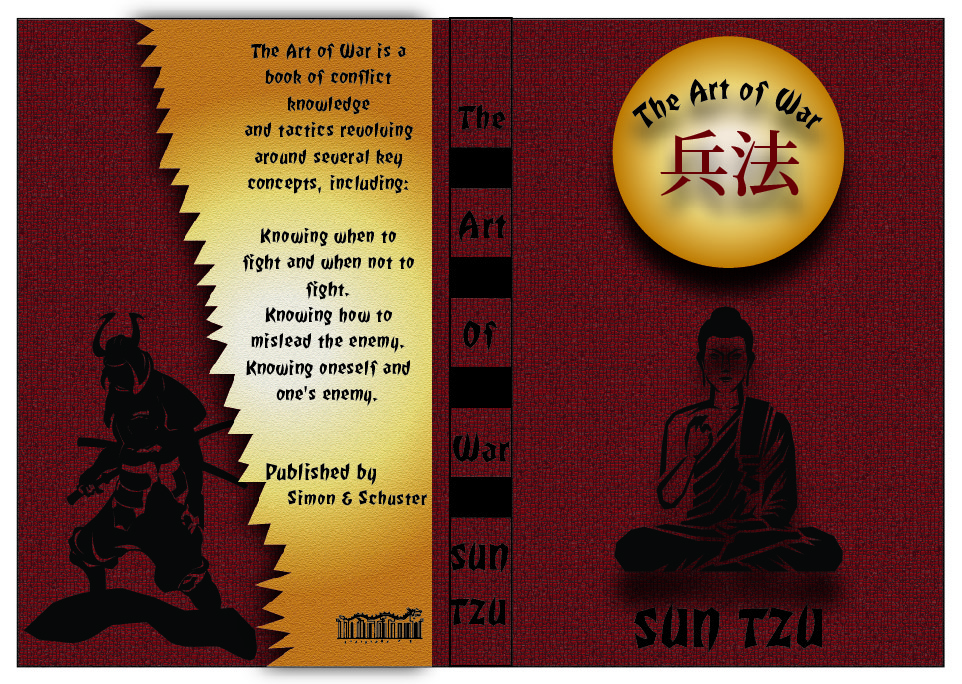 The Art of War is a
book of conflict
knowledge
and tactics revolving
around several key
concepts, including:
Knowing when to
fight and when not to
fight.
Knowing how to
mislead the enemy.
Knowing oneself and
one's enemy.
Published by
Simon & Schuster
The
Art
Of
War
sun
TZU
The Art of War
兵法
sun TZU